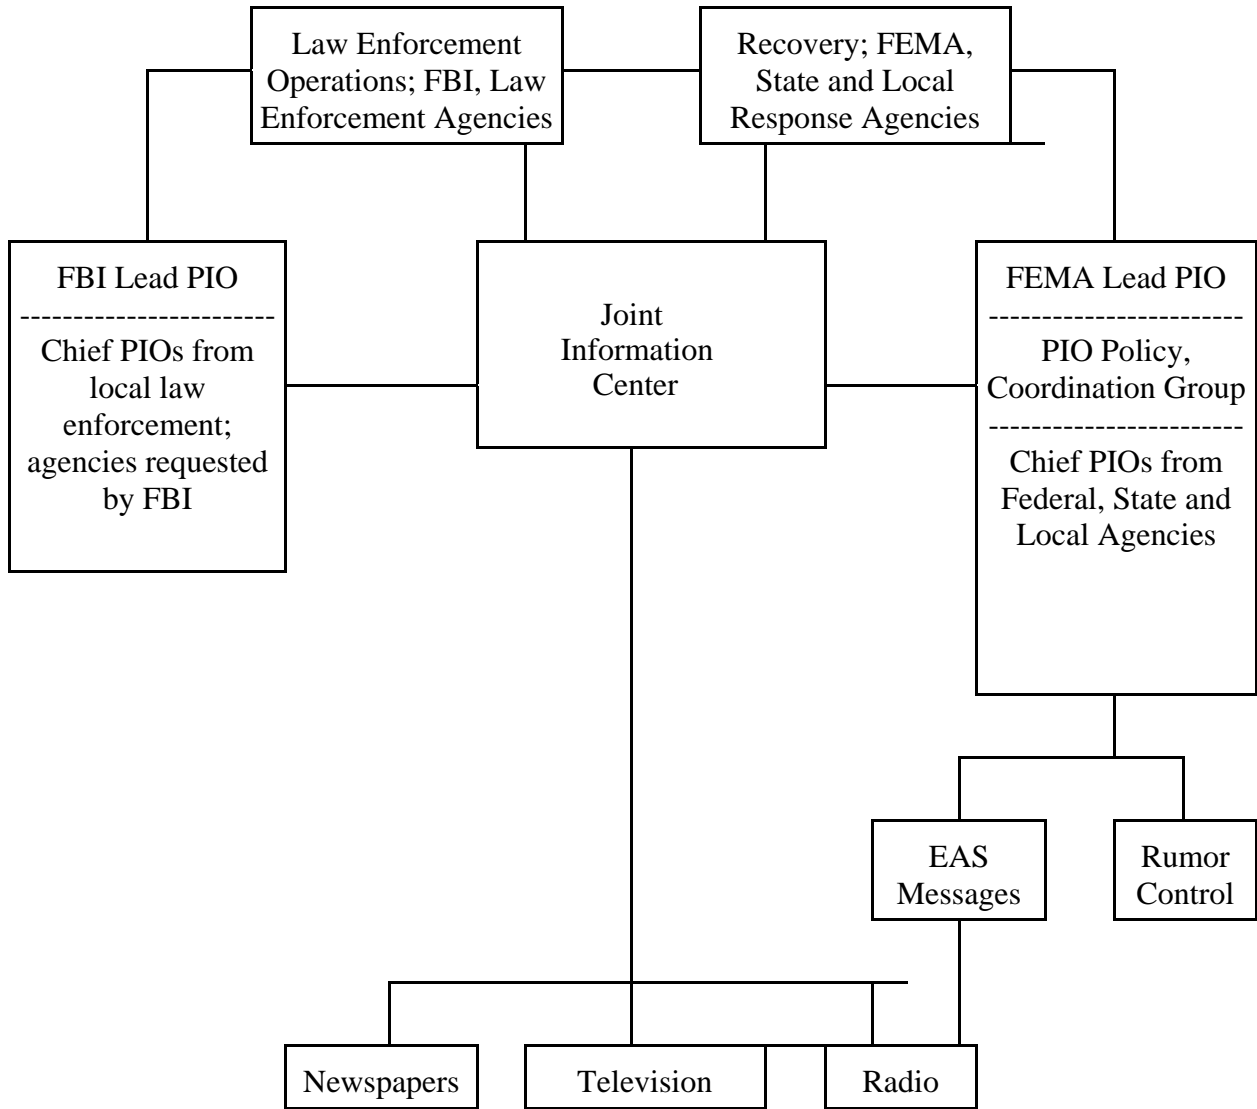 Law Enforcement
Operations; FBI, Law
Enforcement Agencies
Recovery; FEMA,
State and Local
Response Agencies
FBI Lead PIO
------------------------
Chief PIOs from
local law
enforcement;
agencies requested
by FBI
Joint
Information
Center
FEMA Lead PIO
------------------------
PIO Policy,
Coordination Group
------------------------
Chief PIOs from
Federal, State and
Local Agencies
EAS
Messages
Rumor
Control
Newspapers
Television
Radio